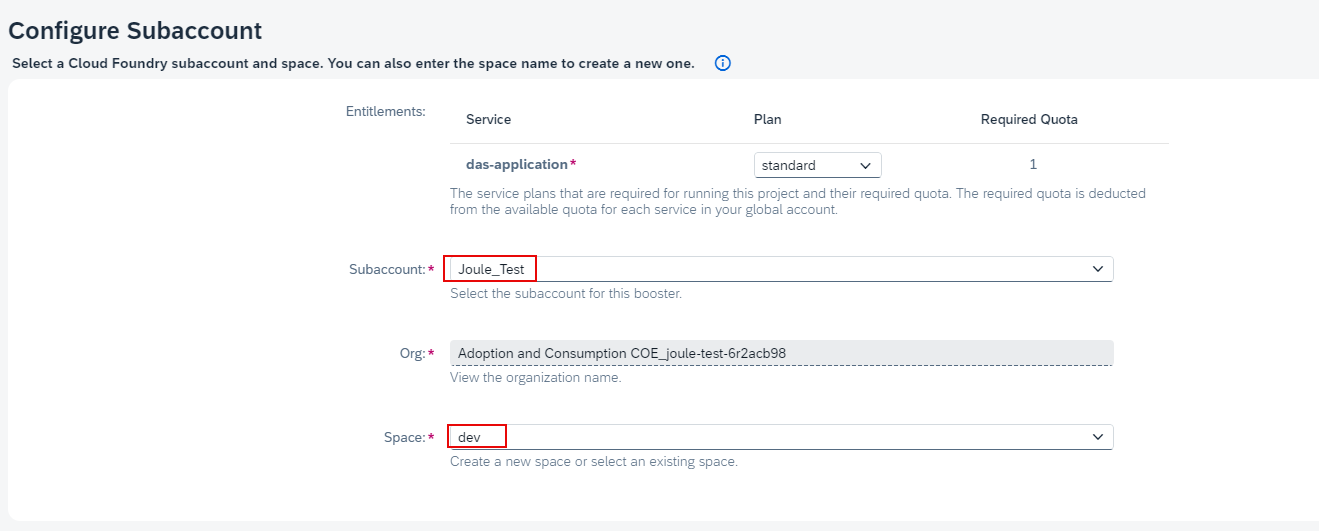 Configure Subaccount
Select a Cloud Foundry subaccount and space. You can also enter the space name to create a new one.
Entitlements:
Service Plan Required Quota
das-application* standard 1
The service plans that are required for running this project and their required quota. The required quota is deducted
from the available quota for each service in your global account.
Subaccount:* Joule_Test
Select the subaccount for this booster.
Org:* Adoption and Consumption COE_joule-test-6r2acb98
View the organization name.
Space:* dev
Create a new space or select an existing space.